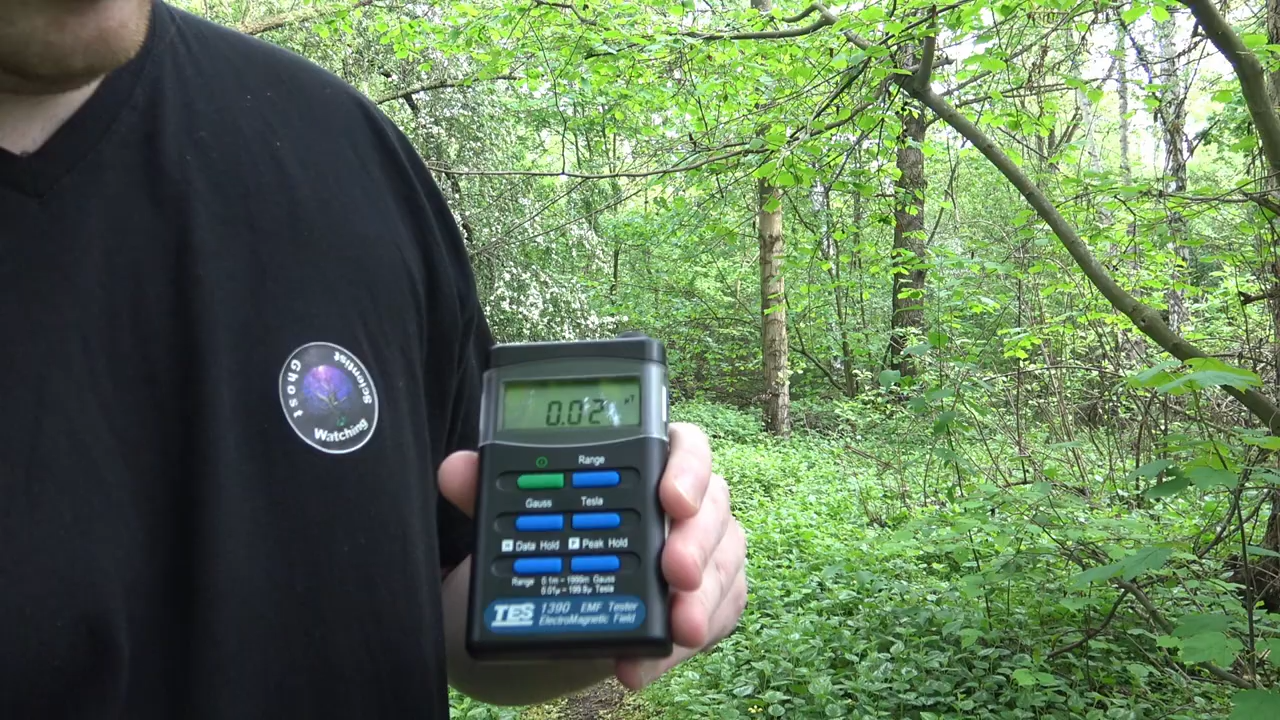 Ghost
Scientist
Watching
0.02 µT
Range
Gauss Tesla
H Data Hold P Peak Hold
Range 0.1m ~ 1999m Gauss
0.01µ ~ 199.9µ Tesla
TES 1390 EMF Tester
ElectroMagnetic Field